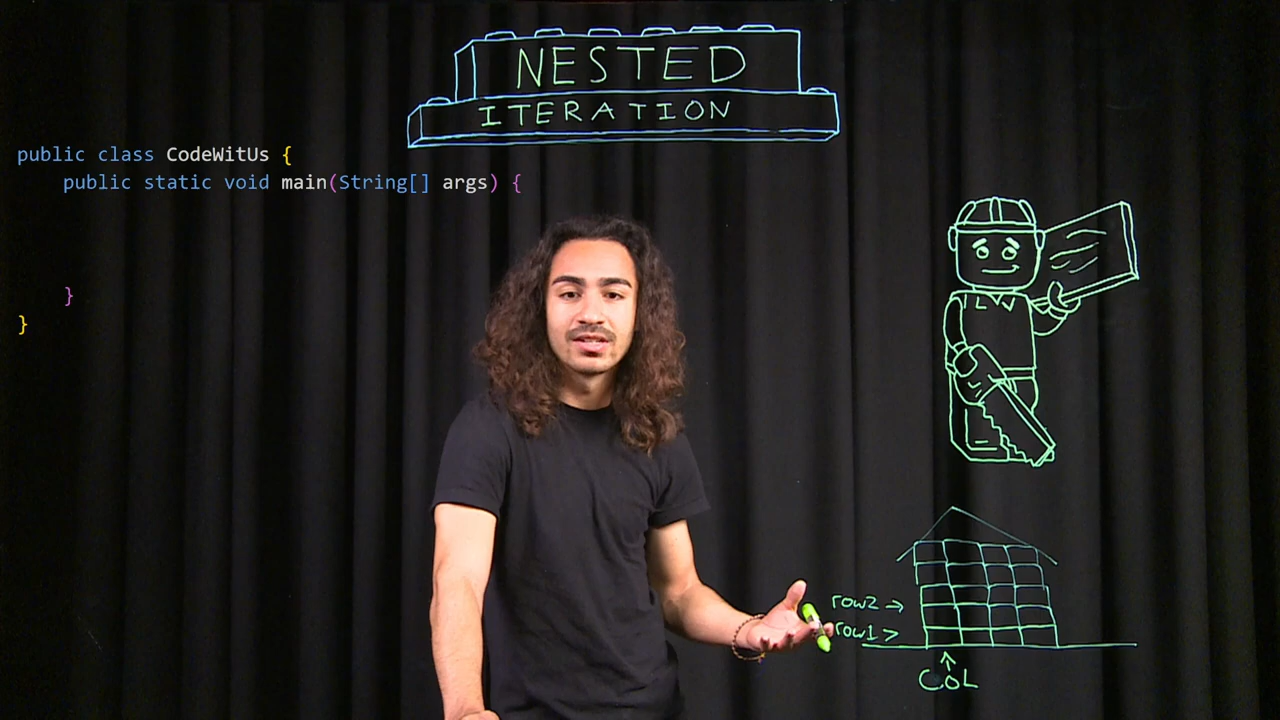 NESTED
ITERATION
public class CodeWitUs {
    public static void main(String[] args) {
    }
}
row2 →
row1 >
COL